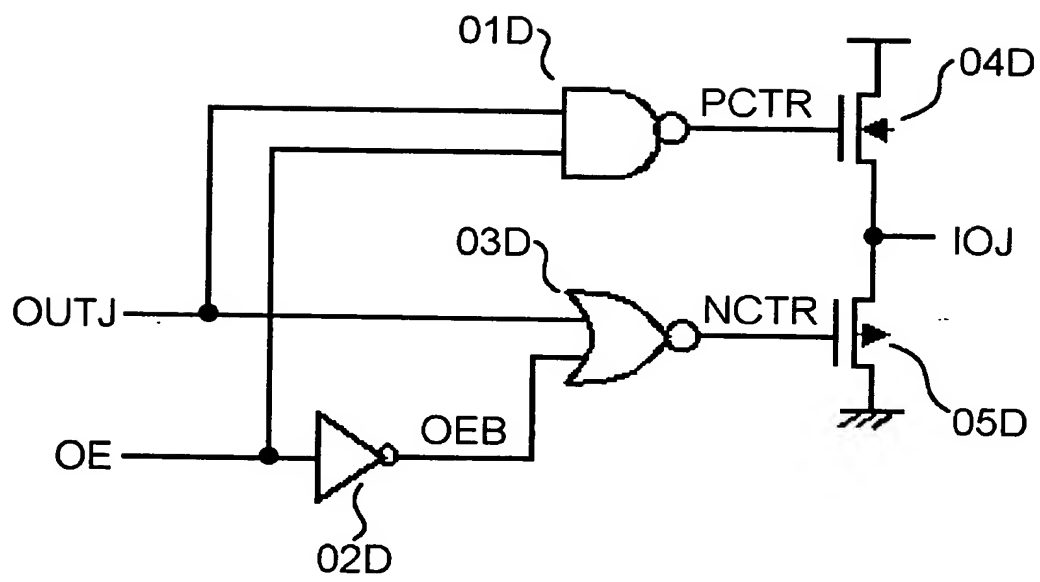 01D
04D
PCTR
03D
IOJ
OUTJ
NCTR
OEB
05D
OE
02D